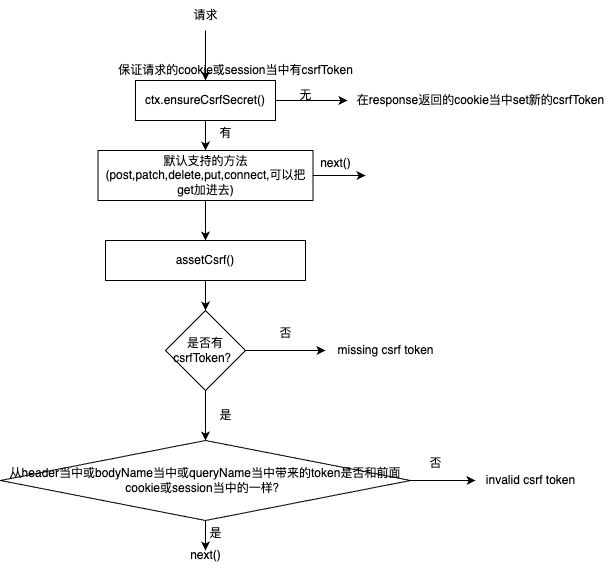 请求
保证请求的cookie或session当中有csrfToken
ctx.ensureCsrfSecret()
无
在response返回的cookie当中set新的csrfToken
有
默认支持的方法
(post,patch,delete,put,connect,可以把
get加进去)
next()
assetCsrf()
是否有
csrfToken?
否
missing csrf token
是
从header当中或bodyName当中或queryName当中带来的token是否和前面
cookie或session当中的一样?
否
invalid csrf token
是
next()